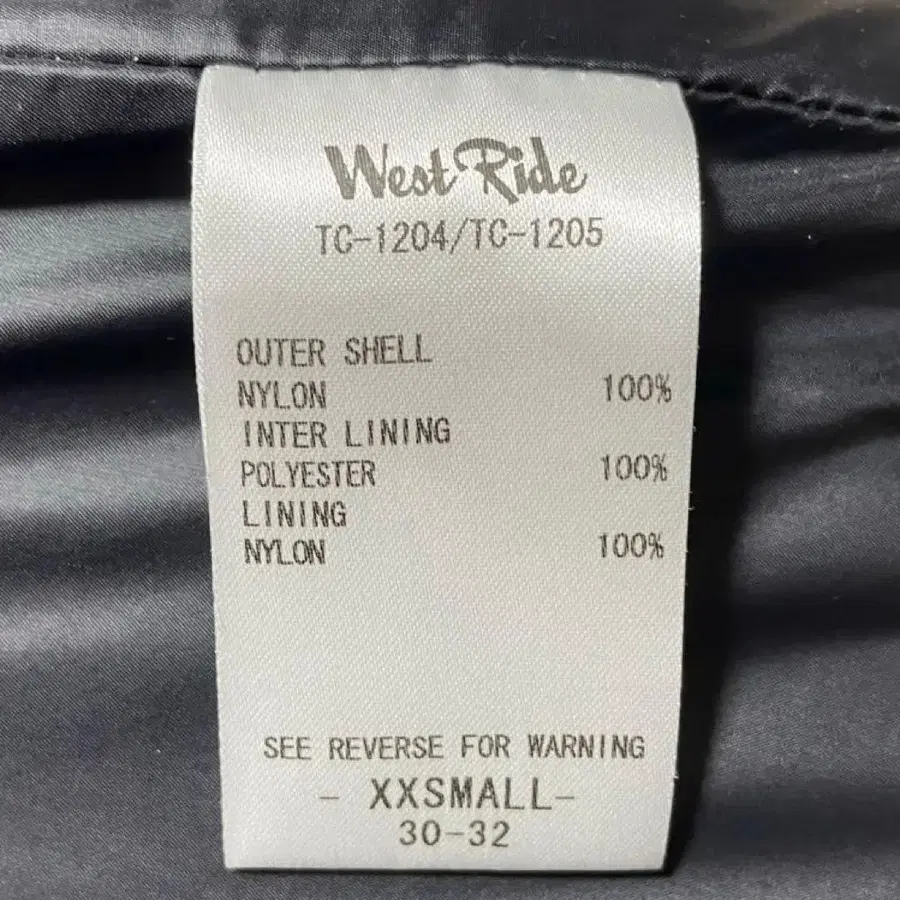 West Ride
TC-1204/TC-1205
OUTER SHELL
NYLON 100%
INTER LINING
POLYESTER 100%
LINING
NYLON 100%
SEE REVERSE FOR WARNING
- XXSMALL-
30-32